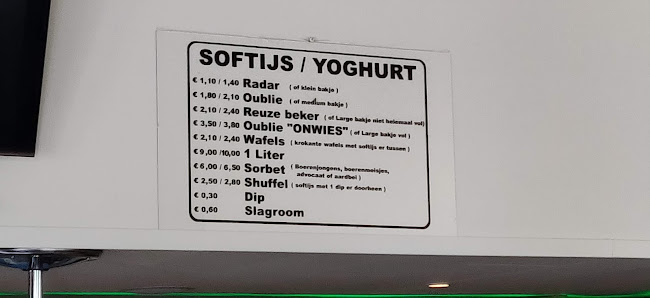 SOFTIJS / YOGHURT
€ 1,10 / 1,40 Radar ( of klein bakje )
€ 1,80 / 2,10 Oublie ( of medium bakje )
€ 2,10 / 2,40 Reuze beker ( of Large bakje niet helemaal vol)
€ 3,50 / 3,80 Oublie "ONWIES" ( of Large bakje vol )
€ 2,10 / 2,40 Wafels ( krokante wafels met softijs er tussen )
€ 9,00 /10,00 1 Liter
€ 6,00 / 6,50 Sorbet ( Boerenjongens, boerenmeisjes,
advocaat of aardbei )
€ 2,50 / 2,80 Shuffel ( softijs met 1 dip er doorheen )
€ 0,30 Dip
€ 0,60 Slagroom